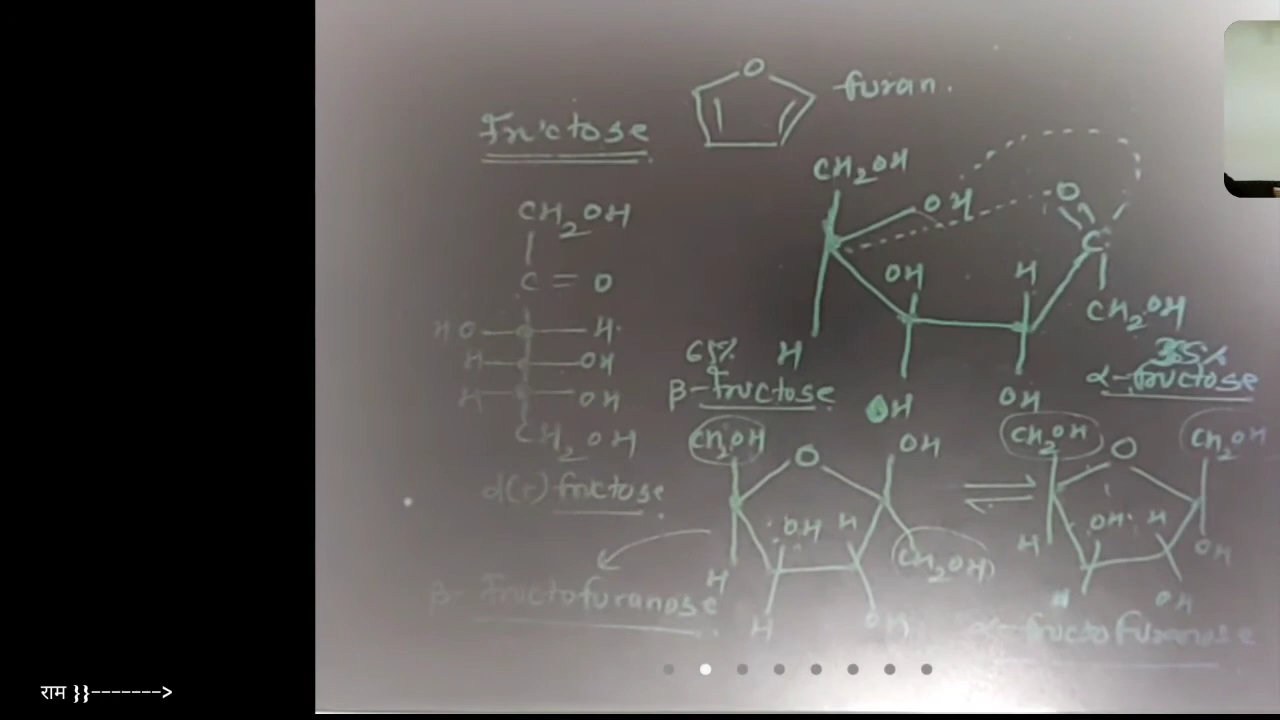 O
furan.
Fructose
CH2OH
C = O
HO H
H OH
H OH
CH2OH
d(r) fructose
CH2OH
OH
O
C
OH
H
CH2OH
H
OH
OH
65%
β-fructose
35%
α-fructose
CH2OH
O
OH
OH H
CH2OH
H
H
OH
β- fructofuranose
CH2OH
O
CH2OH
H
OH H
OH
OH
α-fructofuranose
राम }}------->